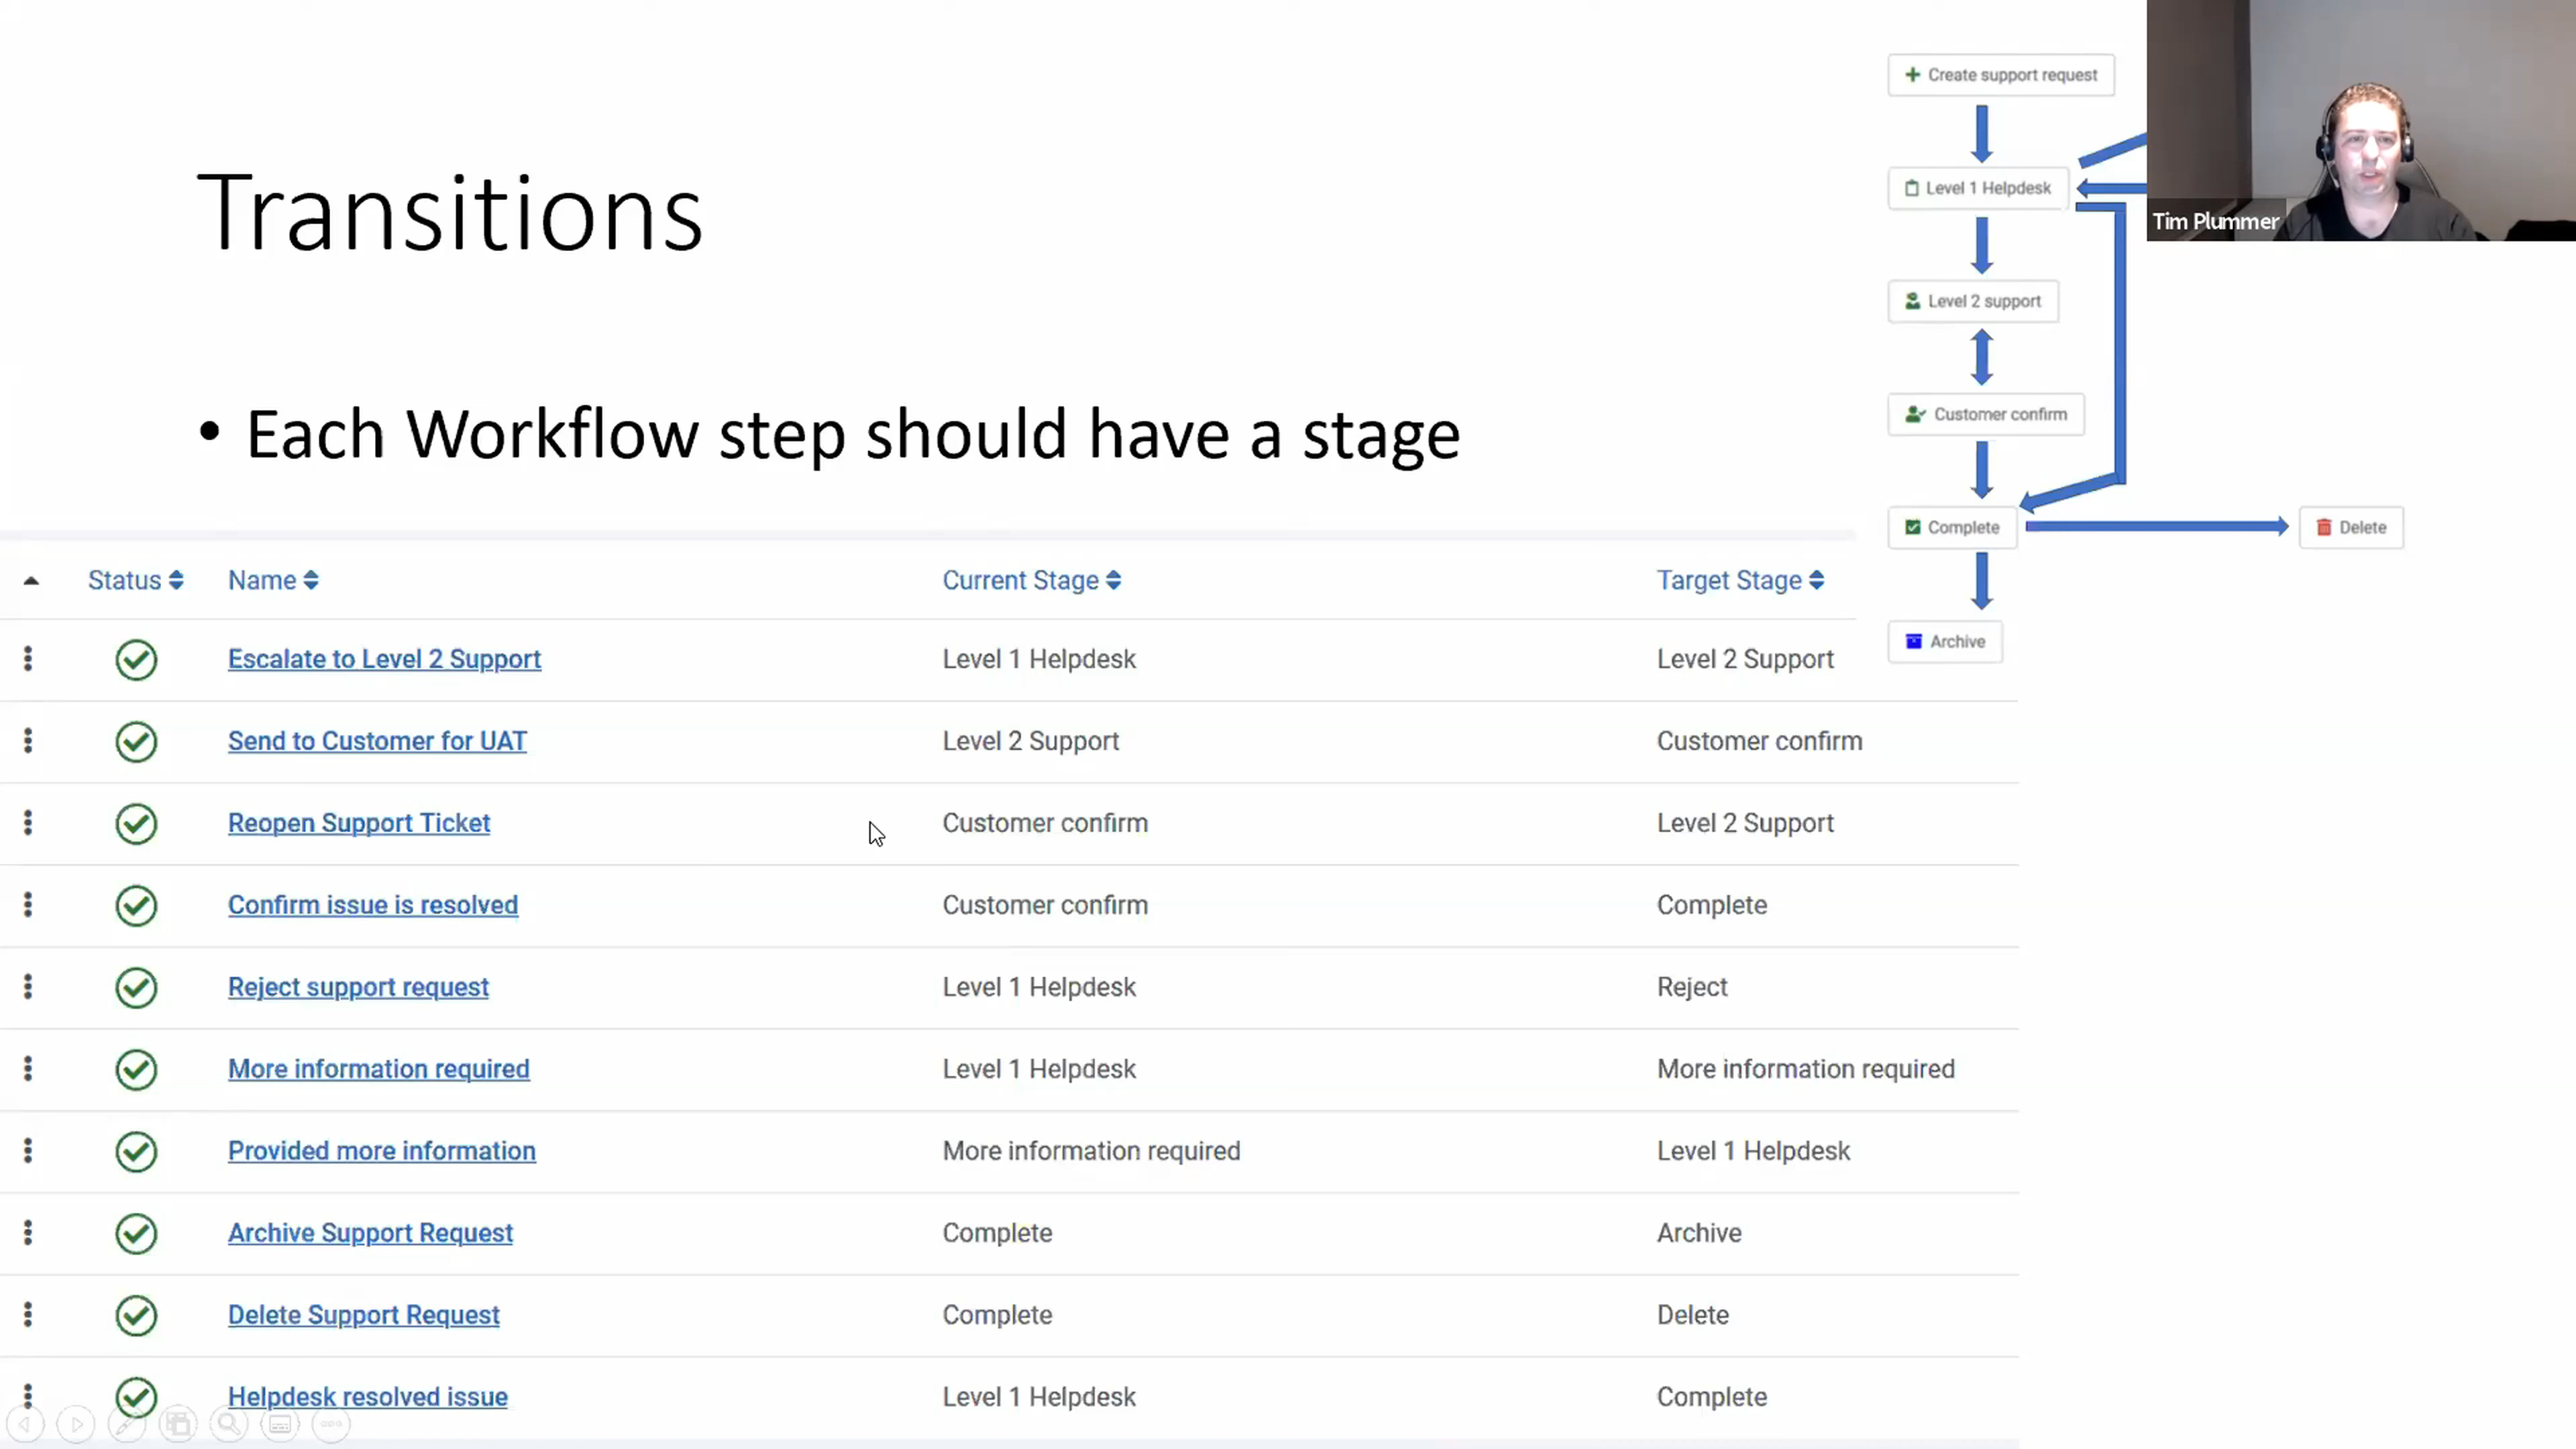 Create support request
Level 1 Helpdesk
Tim Plummer
Transitions
Level 2 support
• Each Workflow step should have a stage
Customer confirm
Complete
Delete
Archive
Status Name Current Stage Target Stage
Escalate to Level 2 Support Level 1 Helpdesk Level 2 Support
Send to Customer for UAT Level 2 Support Customer confirm
Reopen Support Ticket Customer confirm Level 2 Support
Confirm issue is resolved Customer confirm Complete
Reject support request Level 1 Helpdesk Reject
More information required Level 1 Helpdesk More information required
Provided more information More information required Level 1 Helpdesk
Archive Support Request Complete Archive
Delete Support Request Complete Delete
Helpdesk resolved issue Level 1 Helpdesk Complete